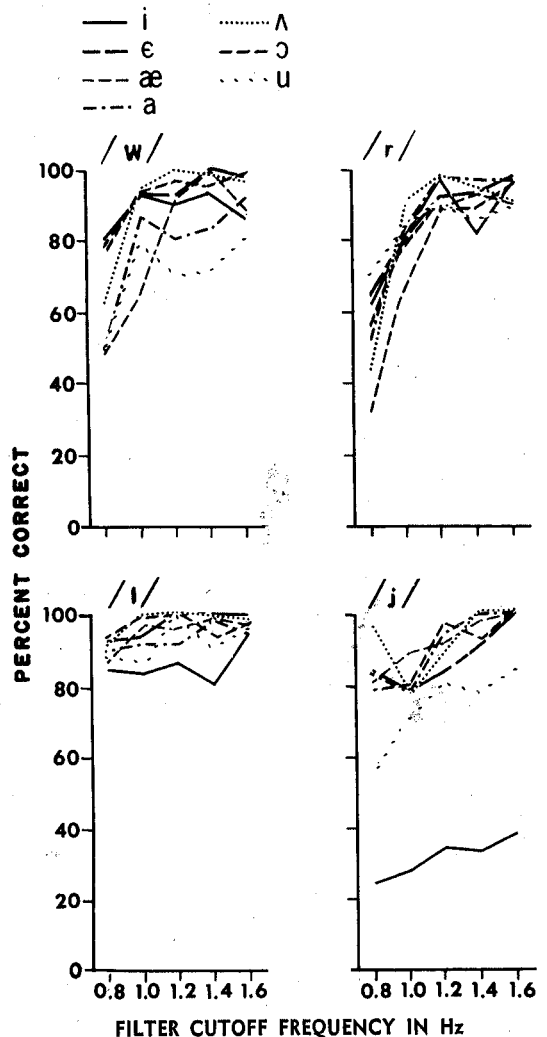 i
ɛ
æ
a
ʌ
ɔ
u
/w/
/r/
100
80
60
40
20
0
PERCENT CORRECT
/l/
/j/
100
80
60
40
20
0
0.8 1.0 1.2 1.4 1.6
0.8 1.0 1.2 1.4 1.6
FILTER CUTOFF FREQUENCY IN Hz